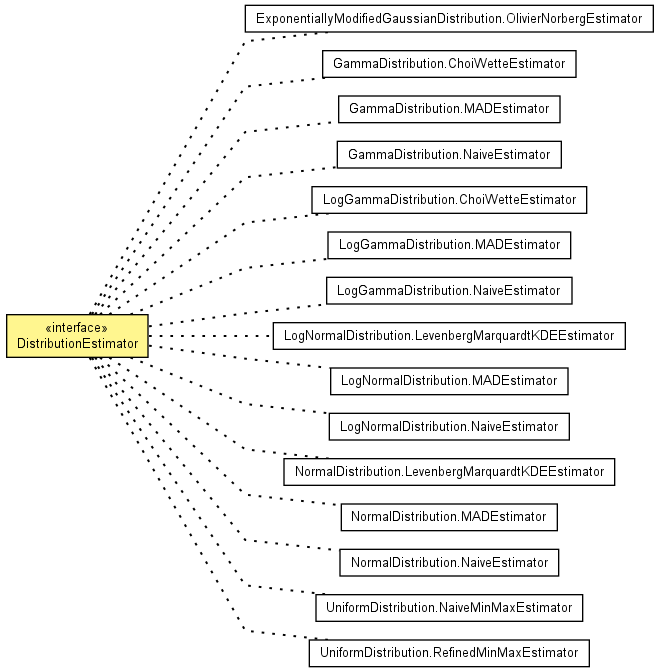 ExponentiallyModifiedGaussianDistribution.OlivierNorbergEstimator
GammaDistribution.ChoiWetteEstimator
GammaDistribution.MADEstimator
GammaDistribution.NaiveEstimator
LogGammaDistribution.ChoiWetteEstimator
LogGammaDistribution.MADEstimator
LogGammaDistribution.NaiveEstimator
«interface»
DistributionEstimator
LogNormalDistribution.LevenbergMarquardtKDEEstimator
LogNormalDistribution.MADEstimator
LogNormalDistribution.NaiveEstimator
NormalDistribution.LevenbergMarquardtKDEEstimator
NormalDistribution.MADEstimator
NormalDistribution.NaiveEstimator
UniformDistribution.NaiveMinMaxEstimator
UniformDistribution.RefinedMinMaxEstimator